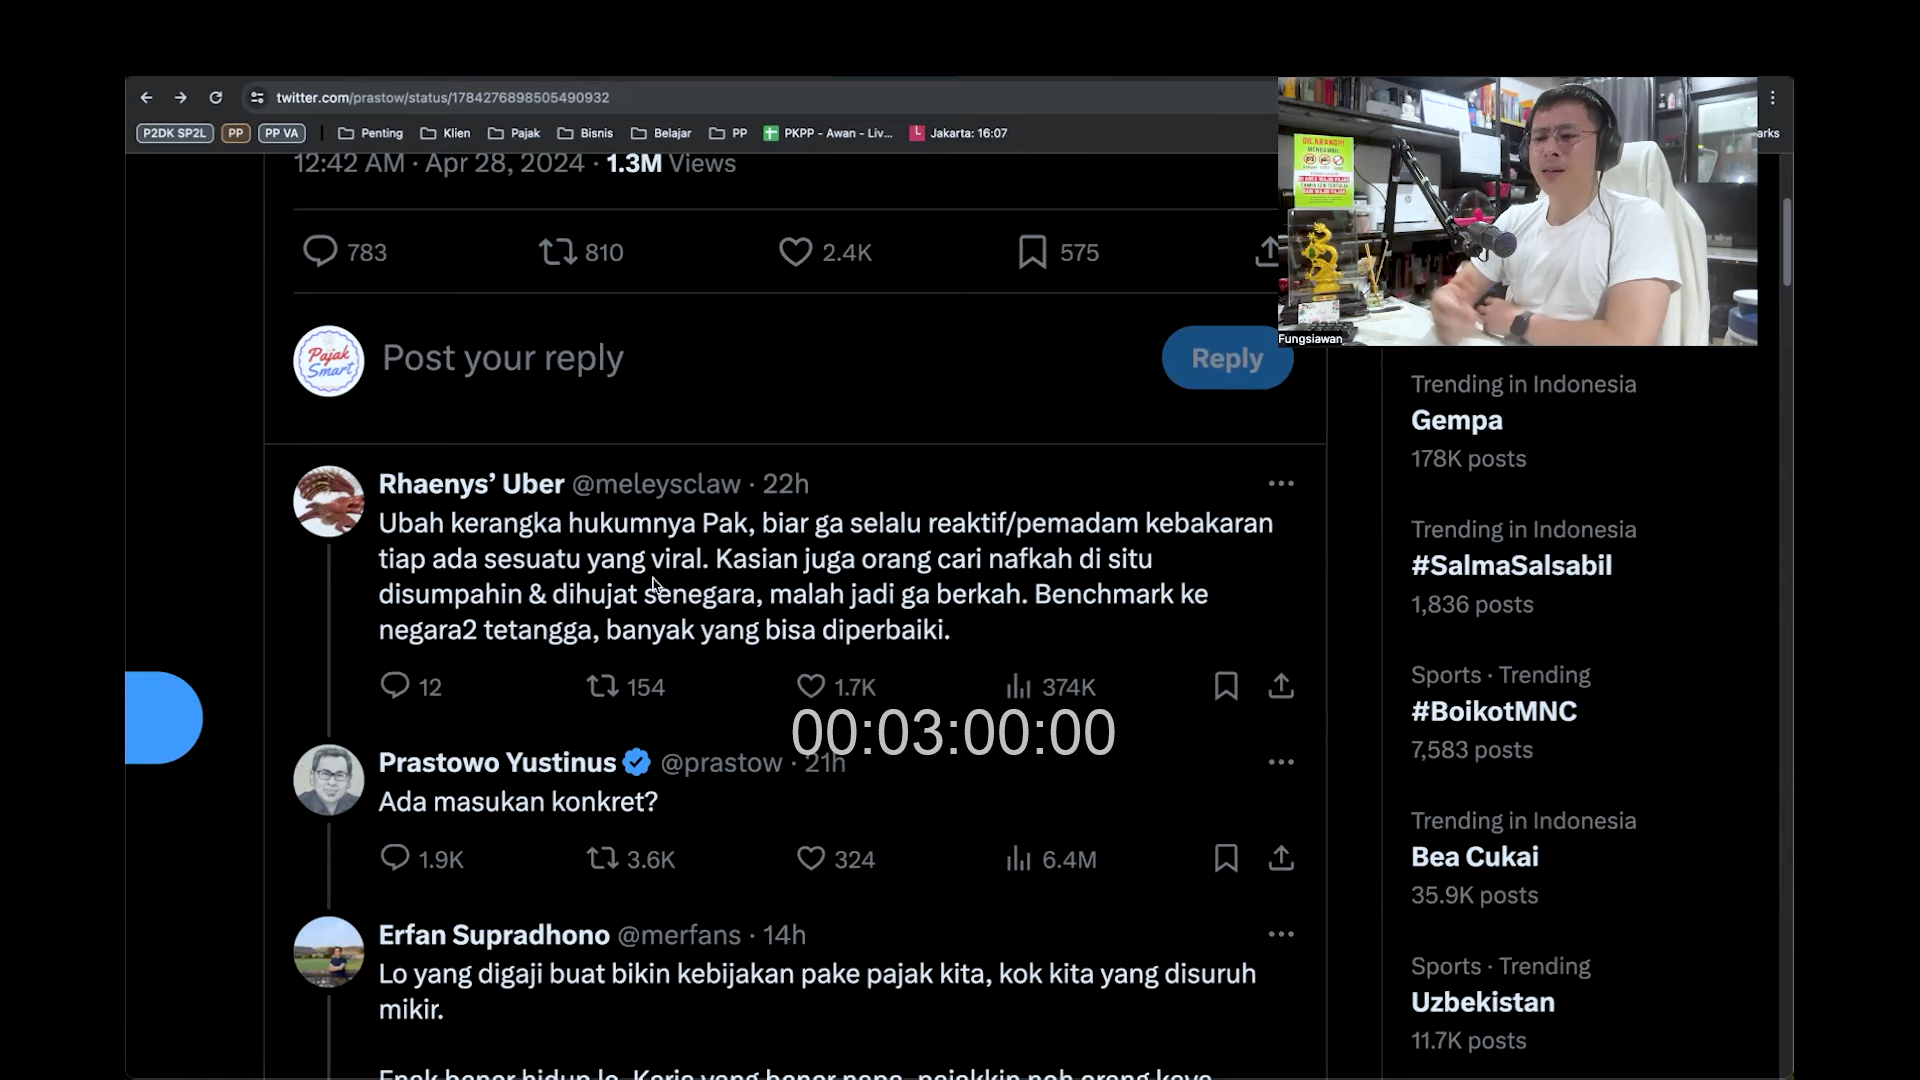 twitter.com/prastow/status/1784276898505490932
P2DK SP2L PP PP VA Penting Klien Pajak Bisnis Belajar PP PKPP - Awan - Liv... Jakarta: 16:07
arks
12:42 AM · Apr 28, 2024 · 1.3M Views
783 810 2.4K 575
DILARANG!!!
MENGAMBIL
Fungsiawan
Pajak
Smart
Post your reply
Reply
Rhaenys’ Uber @meleysclaw · 22h
Ubah kerangka hukumnya Pak, biar ga selalu reaktif/pemadam kebakaran
tiap ada sesuatu yang viral. Kasian juga orang cari nafkah di situ
disumpahin & dihujat senegara, malah jadi ga berkah. Benchmark ke
negara2 tetangga, banyak yang bisa diperbaiki.
12 154 1.7K 374K
00:03:00:00
Prastowo Yustinus @prastow · 21h
Ada masukan konkret?
1.9K 3.6K 324 6.4M
Erfan Supradhono @merfans · 14h
Lo yang digaji buat bikin kebijakan pake pajak kita, kok kita yang disuruh
mikir.
Trending in Indonesia
Gempa
178K posts
Trending in Indonesia
#SalmaSalsabil
1,836 posts
Sports · Trending
#BoikotMNC
7,583 posts
Trending in Indonesia
Bea Cukai
35.9K posts
Sports · Trending
Uzbekistan
11.7K posts